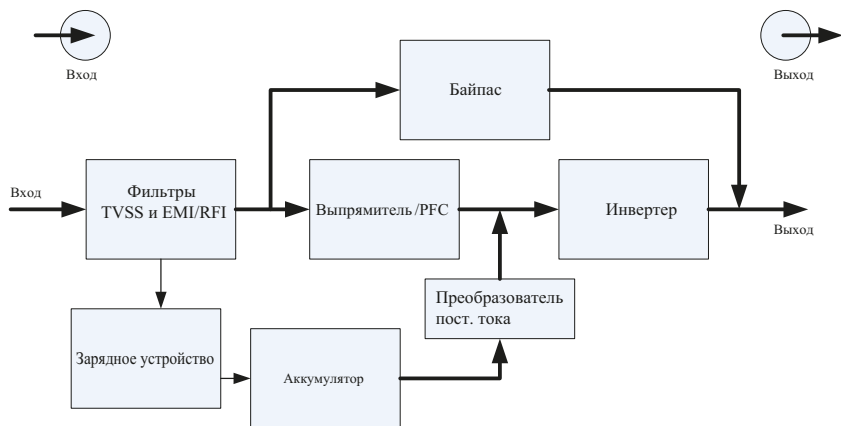 Вход
Выход
Байпас
Вход
Фильтры
TVSS и EMI/RFI
Выпрямитель/PFC
Инвертер
Выход
Преобразователь
пост. тока
Зарядное устройство
Аккумулятор